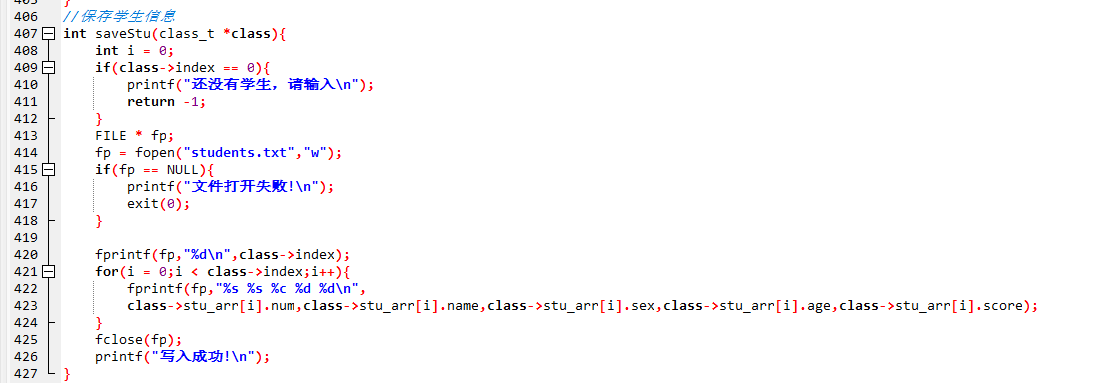 405 }
406 //保存学生信息
407 int saveStu(class_t *class){
408 int i = 0;
409 if(class->index == 0){
410 printf("还没有学生，请输入\n");
411 return -1;
412 }
413 FILE * fp;
414 fp = fopen("students.txt","w");
415 if(fp == NULL){
416 printf("文件打开失败!\n");
417 exit(0);
418 }
419
420 fprintf(fp,"%d\n",class->index);
421 for(i = 0;i < class->index;i++){
422 fprintf(fp,"%s %s %c %d %d\n",
423 class->stu_arr[i].num,class->stu_arr[i].name,class->stu_arr[i].sex,class->stu_arr[i].age,class->stu_arr[i].score);
424 }
425 fclose(fp);
426 printf("写入成功!\n");
427 }